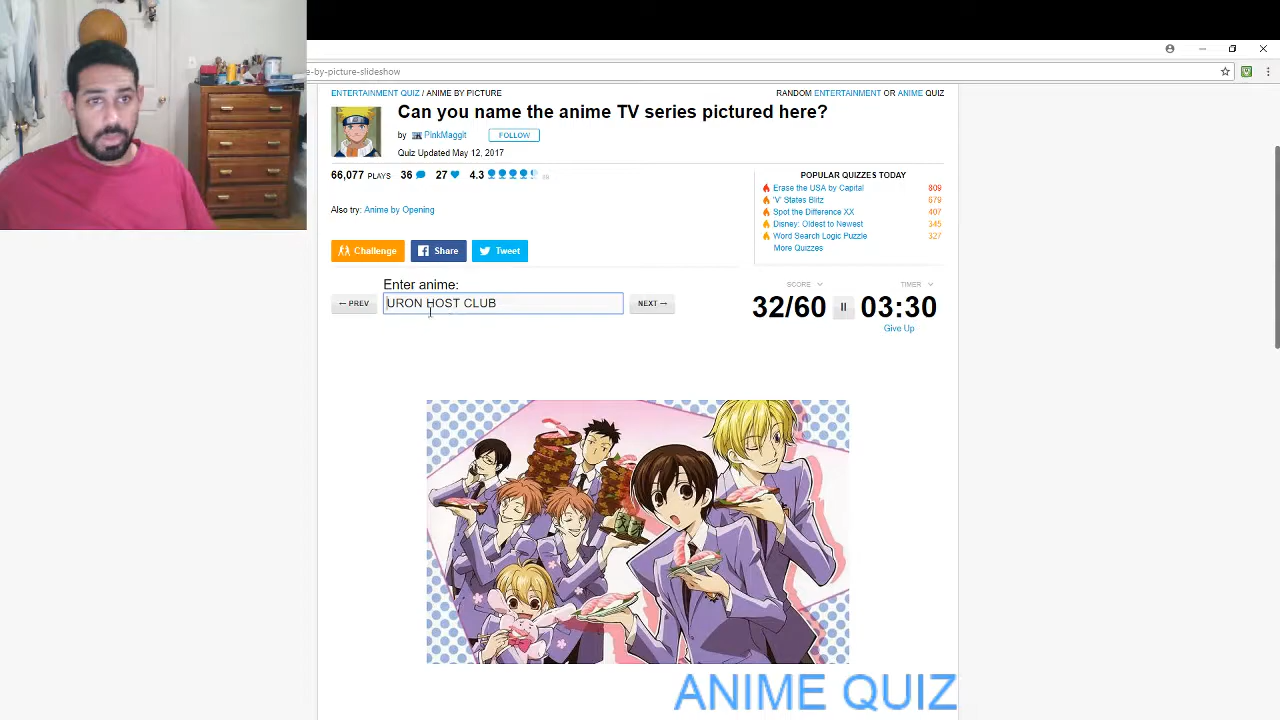 e-by-picture-slideshow
ENTERTAINMENT QUIZ / ANIME BY PICTURE
RANDOM ENTERTAINMENT OR ANIME QUIZ
Can you name the anime TV series pictured here?
by PinkMaggit FOLLOW
Quiz Updated May 12, 2017
66,077 PLAYS 36 27 4.3
POPULAR QUIZZES TODAY
Erase the USA by Capital 809
'V' States Blitz 679
Spot the Difference XX 407
Disney: Oldest to Newest 345
Word Search Logic Puzzle 327
More Quizzes
Also try: Anime by Opening
Challenge Share Tweet
Enter anime:
← PREV URON HOST CLUB NEXT →
SCORE TIMER
32/60 03:30
Give Up
ANIME QUIZ